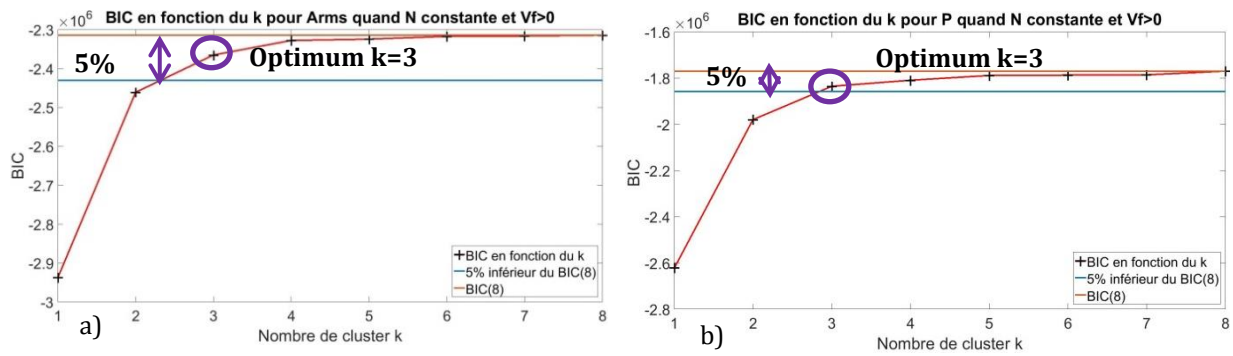 BIC en fonction du k pour Arms quand N constante et Vf>0
×10⁶
-2.3
-2.4
-2.5
-2.6
-2.7
-2.8
-2.9
-3
BIC
5%
Optimum k=3
BIC en fonction du k
5% inférieur du BIC(8)
BIC(8)
1 2 3 4 5 6 7 8
Nombre de cluster k
a)
BIC en fonction du k pour P quand N constante et Vf>0
×10⁶
-1.6
-1.8
-2
-2.2
-2.4
-2.6
-2.8
BIC
5%
Optimum k=3
BIC en fonction du k
5% inférieur du BIC(8)
BIC(8)
1 2 3 4 5 6 7 8
Nombre de cluster k
b)